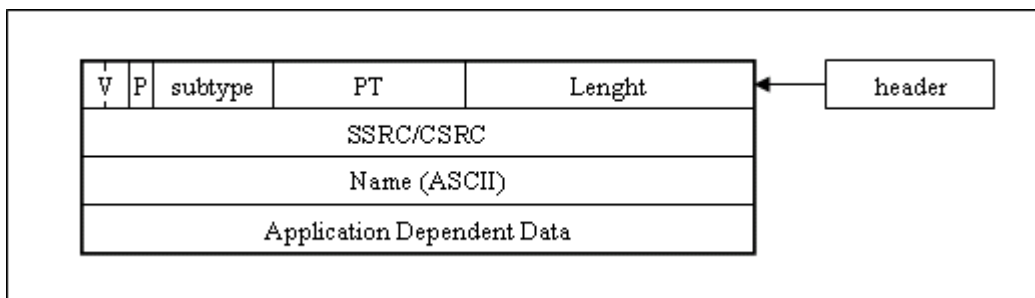 V P subtype PT Lenght header
SSRC/CSRC
Name (ASCII)
Application Dependent Data